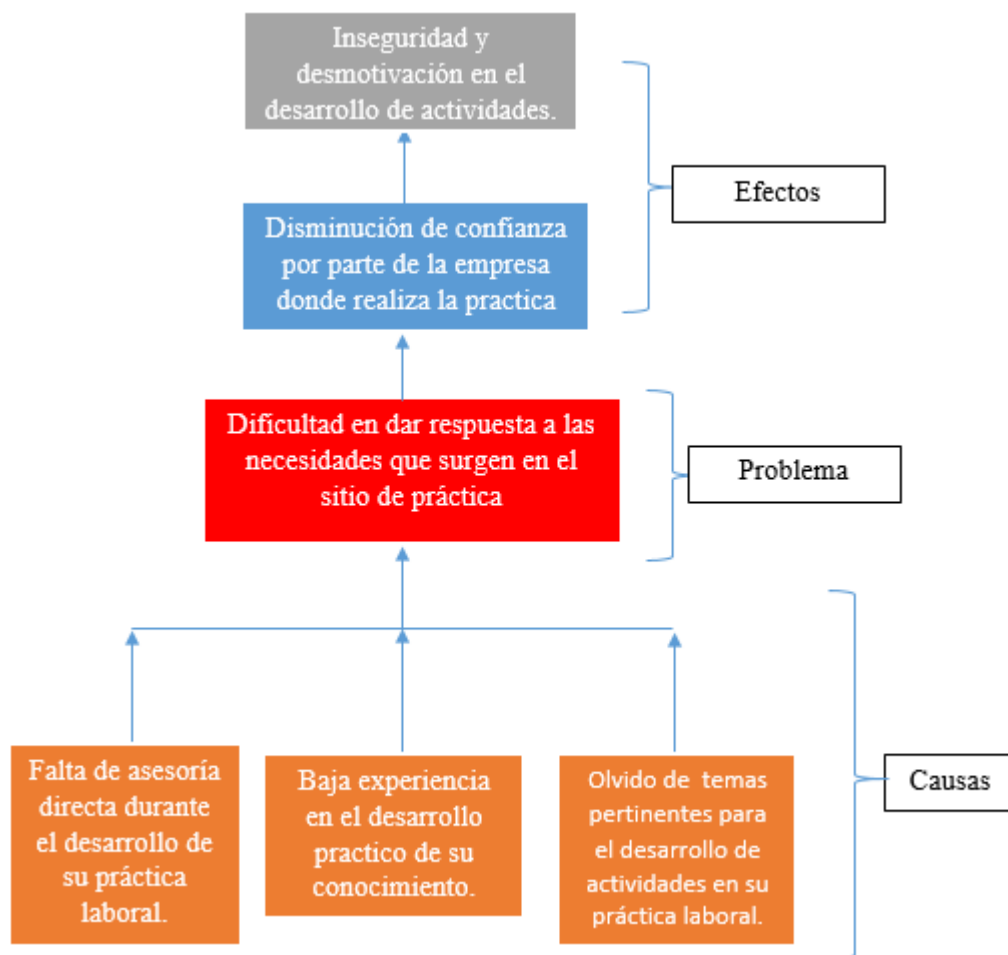 Inseguridad y
desmotivación en el
desarrollo de actividades.
Efectos
Disminución de confianza
por parte de la empresa
donde realiza la practica
Dificultad en dar respuesta a las
necesidades que surgen en el
sitio de práctica
Problema
Falta de asesoría
directa durante
el desarrollo de
su práctica
laboral.
Baja experiencia
en el desarrollo
practico de su
conocimiento.
Olvido de temas
pertinentes para
el desarrollo de
actividades en su
práctica laboral.
Causas